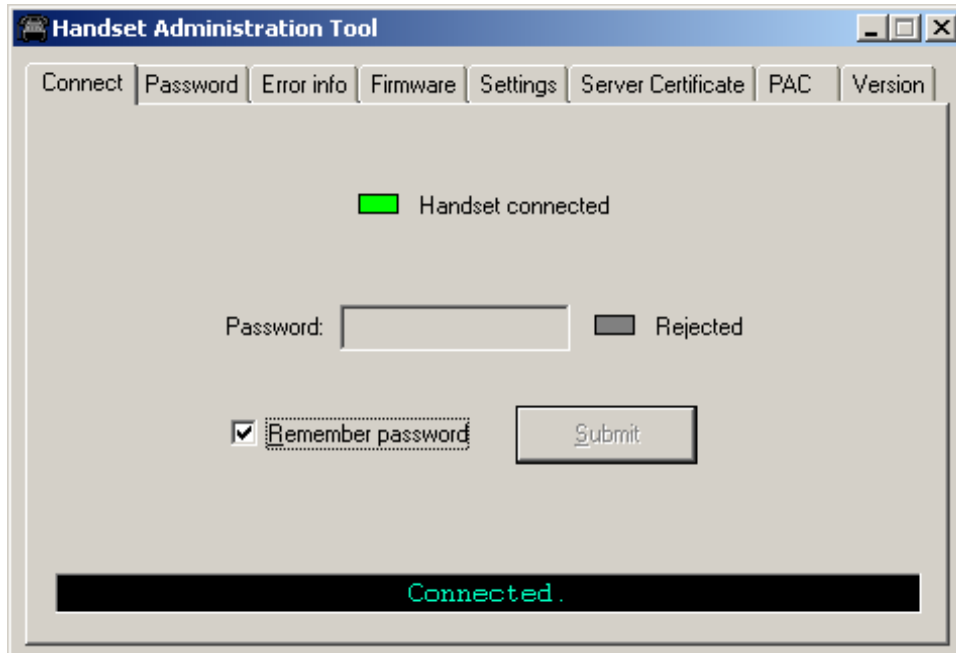 Handset Administration Tool
Connect Password Error info Firmware Settings Server Certificate PAC Version
Handset connected
Password: Rejected
Remember password Submit
Connected.